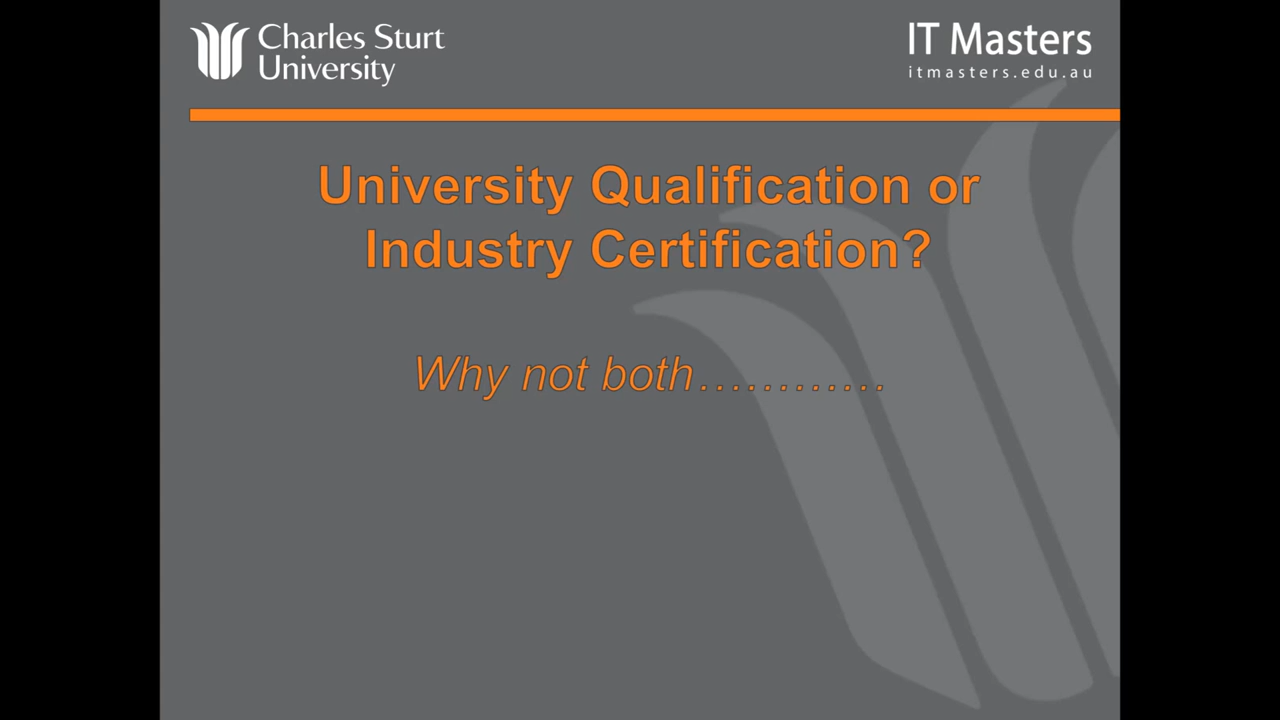 Charles Sturt
University
IT Masters
itmasters.edu.au
University Qualification or
Industry Certification?
Why not both............